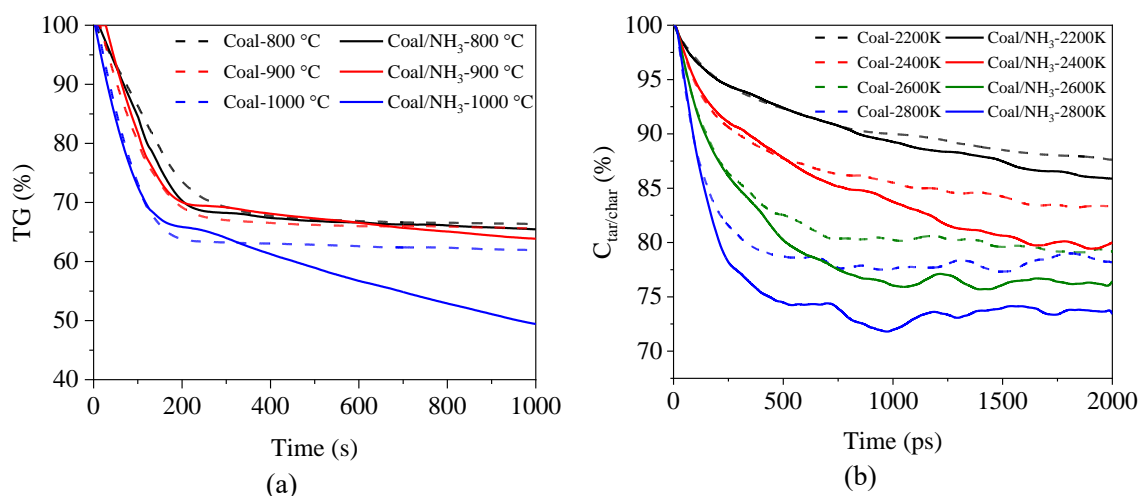 100
90
80
70
60
50
40
TG (%)
Coal-800 °C
Coal/NH₃-800 °C
Coal-900 °C
Coal/NH₃-900 °C
Coal-1000 °C
Coal/NH₃-1000 °C
0 200 400 600 800 1000
Time (s)
(a)
100
95
90
85
80
75
70
C_tar/char (%)
Coal-2200K
Coal/NH₃-2200K
Coal-2400K
Coal/NH₃-2400K
Coal-2600K
Coal/NH₃-2600K
Coal-2800K
Coal/NH₃-2800K
0 500 1000 1500 2000
Time (ps)
(b)